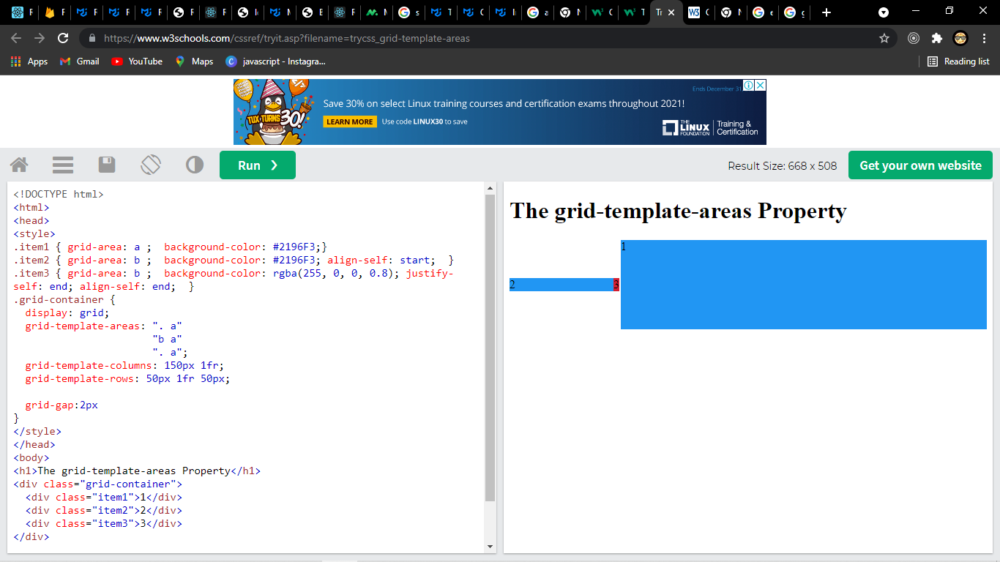 https://www.w3schools.com/cssref/tryit.asp?filename=trycss_grid-template-areas
Apps Gmail YouTube Maps javascript - Instagra... Reading list
Ends December 31
TUX TURNS 30!
Save 30% on select Linux training courses and certification exams throughout 2021!
LEARN MORE Use code LINUX30 to save
THE LINUX FOUNDATION Training & Certification
Run ❯ Result Size: 668 x 508 Get your own website
<!DOCTYPE html>
<html>
<head>
<style>
.item1 { grid-area: a ;  background-color: #2196F3;}
.item2 { grid-area: b ;  background-color: #2196F3; align-self: start;  }
.item3 { grid-area: b ;  background-color: rgba(255, 0, 0, 0.8); justify-
self: end; align-self: end;  }
.grid-container {
  display: grid;
  grid-template-areas: ". a"
                       "b a"
                       ". a";
  grid-template-columns: 150px 1fr;
  grid-template-rows: 50px 1fr 50px;
  grid-gap:2px
}
</style>
</head>
<body>
<h1>The grid-template-areas Property</h1>
<div class="grid-container">
  <div class="item1">1</div>
  <div class="item2">2</div>
  <div class="item3">3</div>
</div>
The grid-template-areas Property
1
2 3